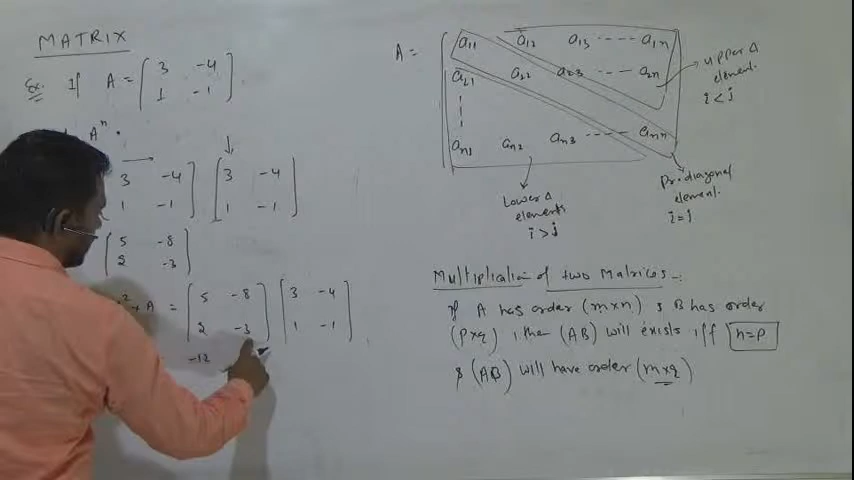 MATRIX
Ex. If A = [ 3 -4
1 -1 ]
Aⁿ.
3 -4 ] [ 3 -4
1 -1 ] [ 1 -1 ]
[ 5 -8
2 -3 ]
² × A = [ 5 -8 ] [ 3 -4
2 -3 ] [ 1 -1 ]
-12
A = [ a11 a12 a13 ---- a1n
a21 a22 a23 --- a2n
an1 an2 an3 ----- ann ]
upper Δ
element.
i < j
Pr. diagonal
element.
i = j
Lower Δ
elements
i > j
Multiplication of two Matrices -:
If A has order (m×n) & B has order
(p×q) , then (AB) will exists iff n=p
& (AB) will have order (m×q)